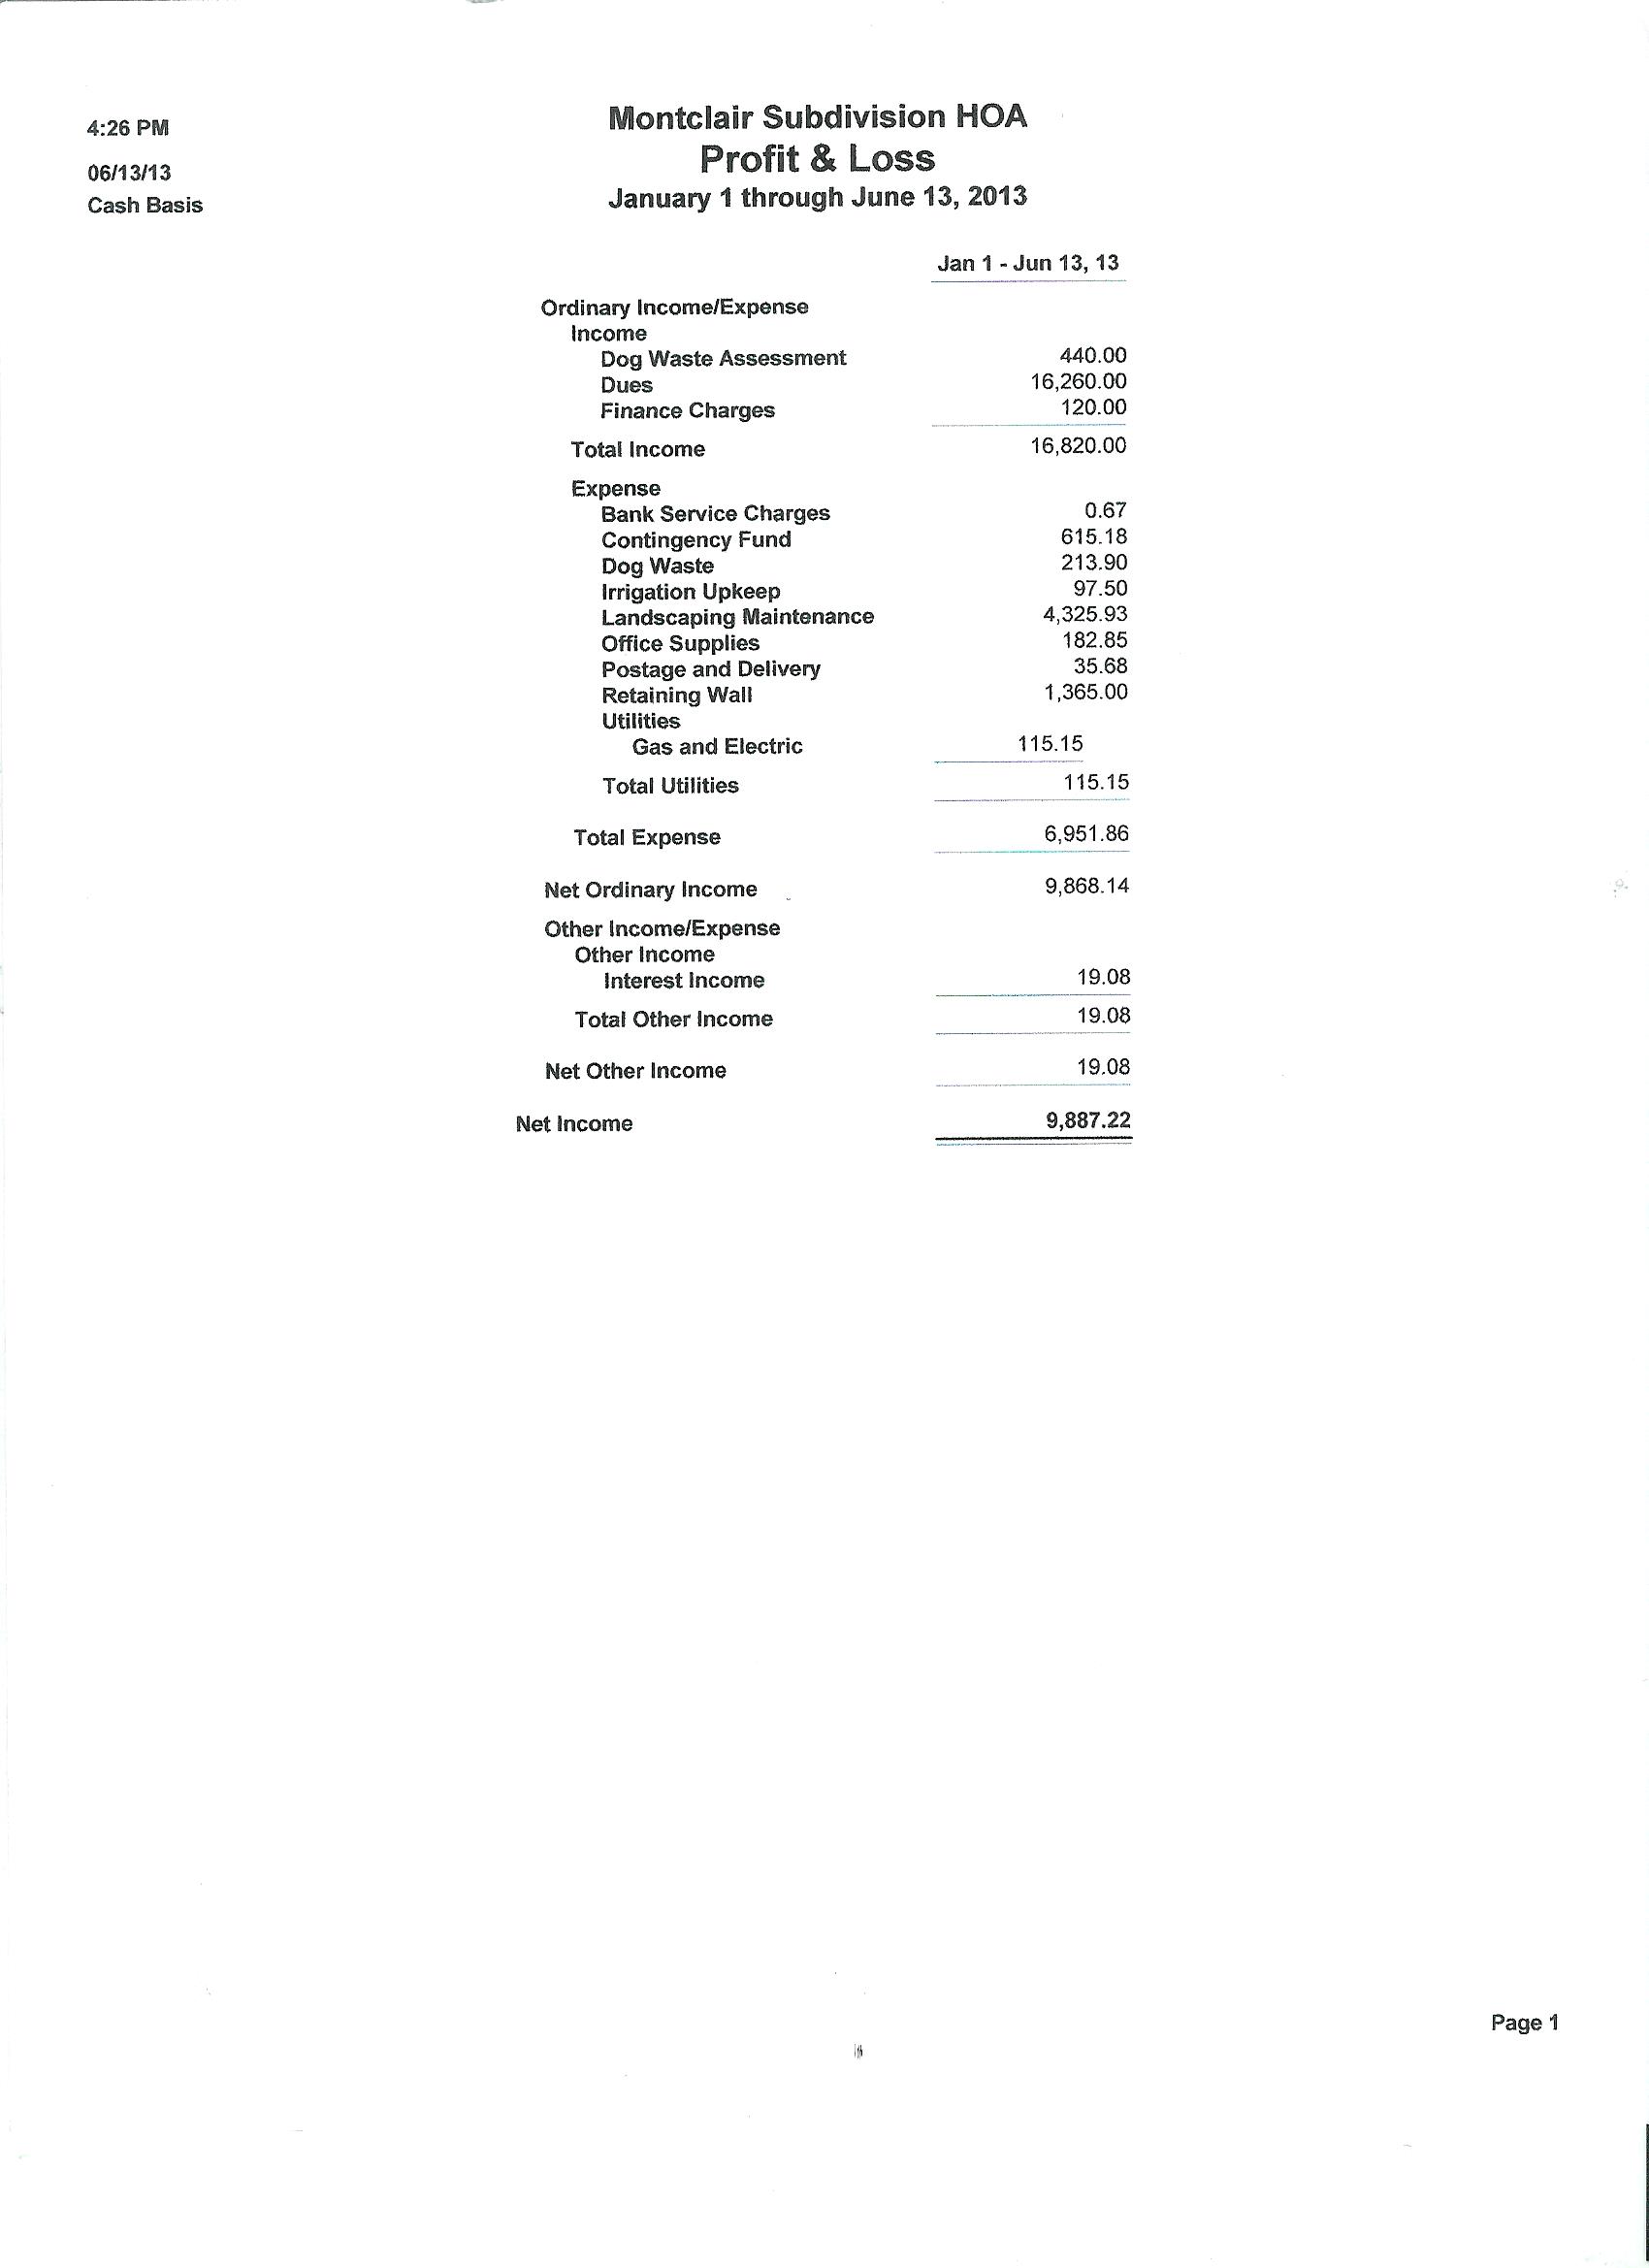 4:26 PM
06/13/13
Cash Basis
Montclair Subdivision HOA
Profit & Loss
January 1 through June 13, 2013
Jan 1 - Jun 13, 13
Ordinary Income/Expense
Income
Dog Waste Assessment 440.00
Dues 16,260.00
Finance Charges 120.00
Total Income 16,820.00
Expense
Bank Service Charges 0.67
Contingency Fund 615.18
Dog Waste 213.90
Irrigation Upkeep 97.50
Landscaping Maintenance 4,325.93
Office Supplies 182.85
Postage and Delivery 35.68
Retaining Wall 1,365.00
Utilities
Gas and Electric 115.15
Total Utilities 115.15
Total Expense 6,951.86
Net Ordinary Income 9,868.14
Other Income/Expense
Other Income
Interest Income 19.08
Total Other Income 19.08
Net Other Income 19.08
Net Income 9,887.22
Page 1